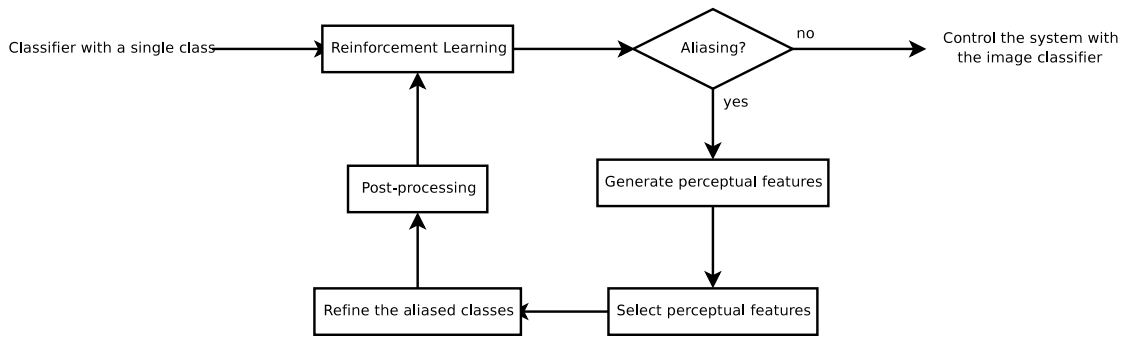 Classifier with a single class
Reinforcement Learning
Aliasing?
no
Control the system with
the image classifier
yes
Generate perceptual features
Post-processing
Refine the aliased classes
Select perceptual features